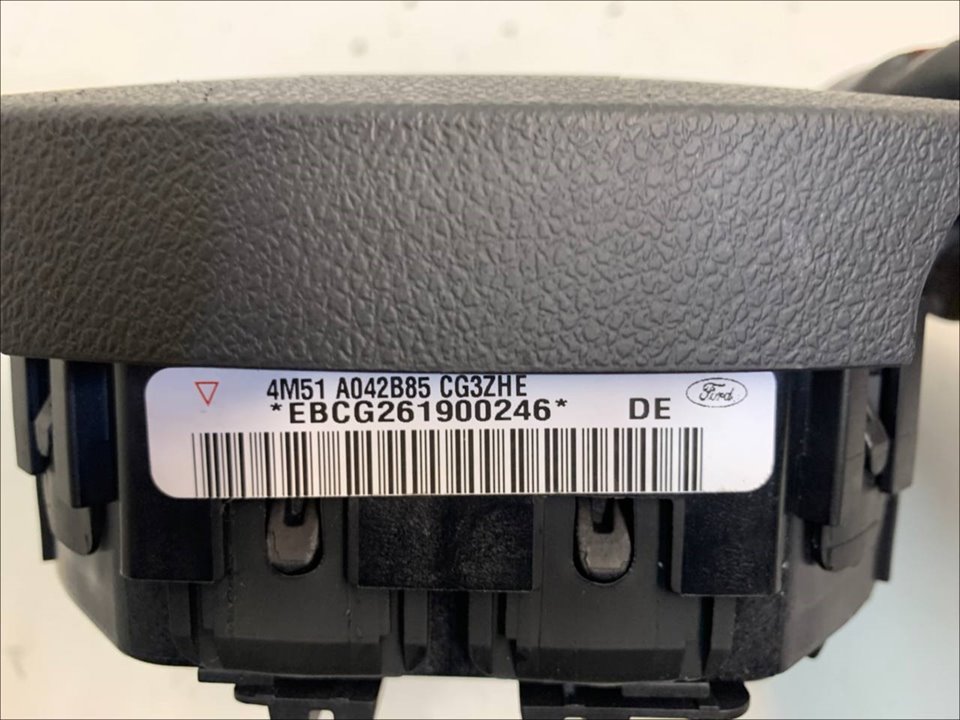 4M51 A042B85 CG3ZHE
*EBCG261900246* DE
Ford